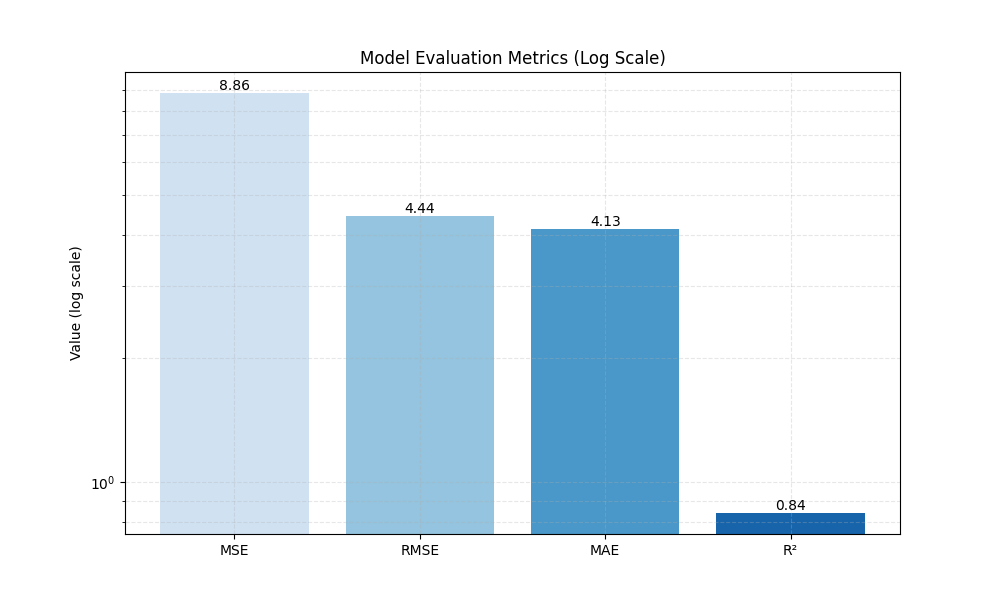 Model Evaluation Metrics (Log Scale)
8.86
4.44
4.13
0.84
Value (log scale)
10⁰
MSE RMSE MAE R²